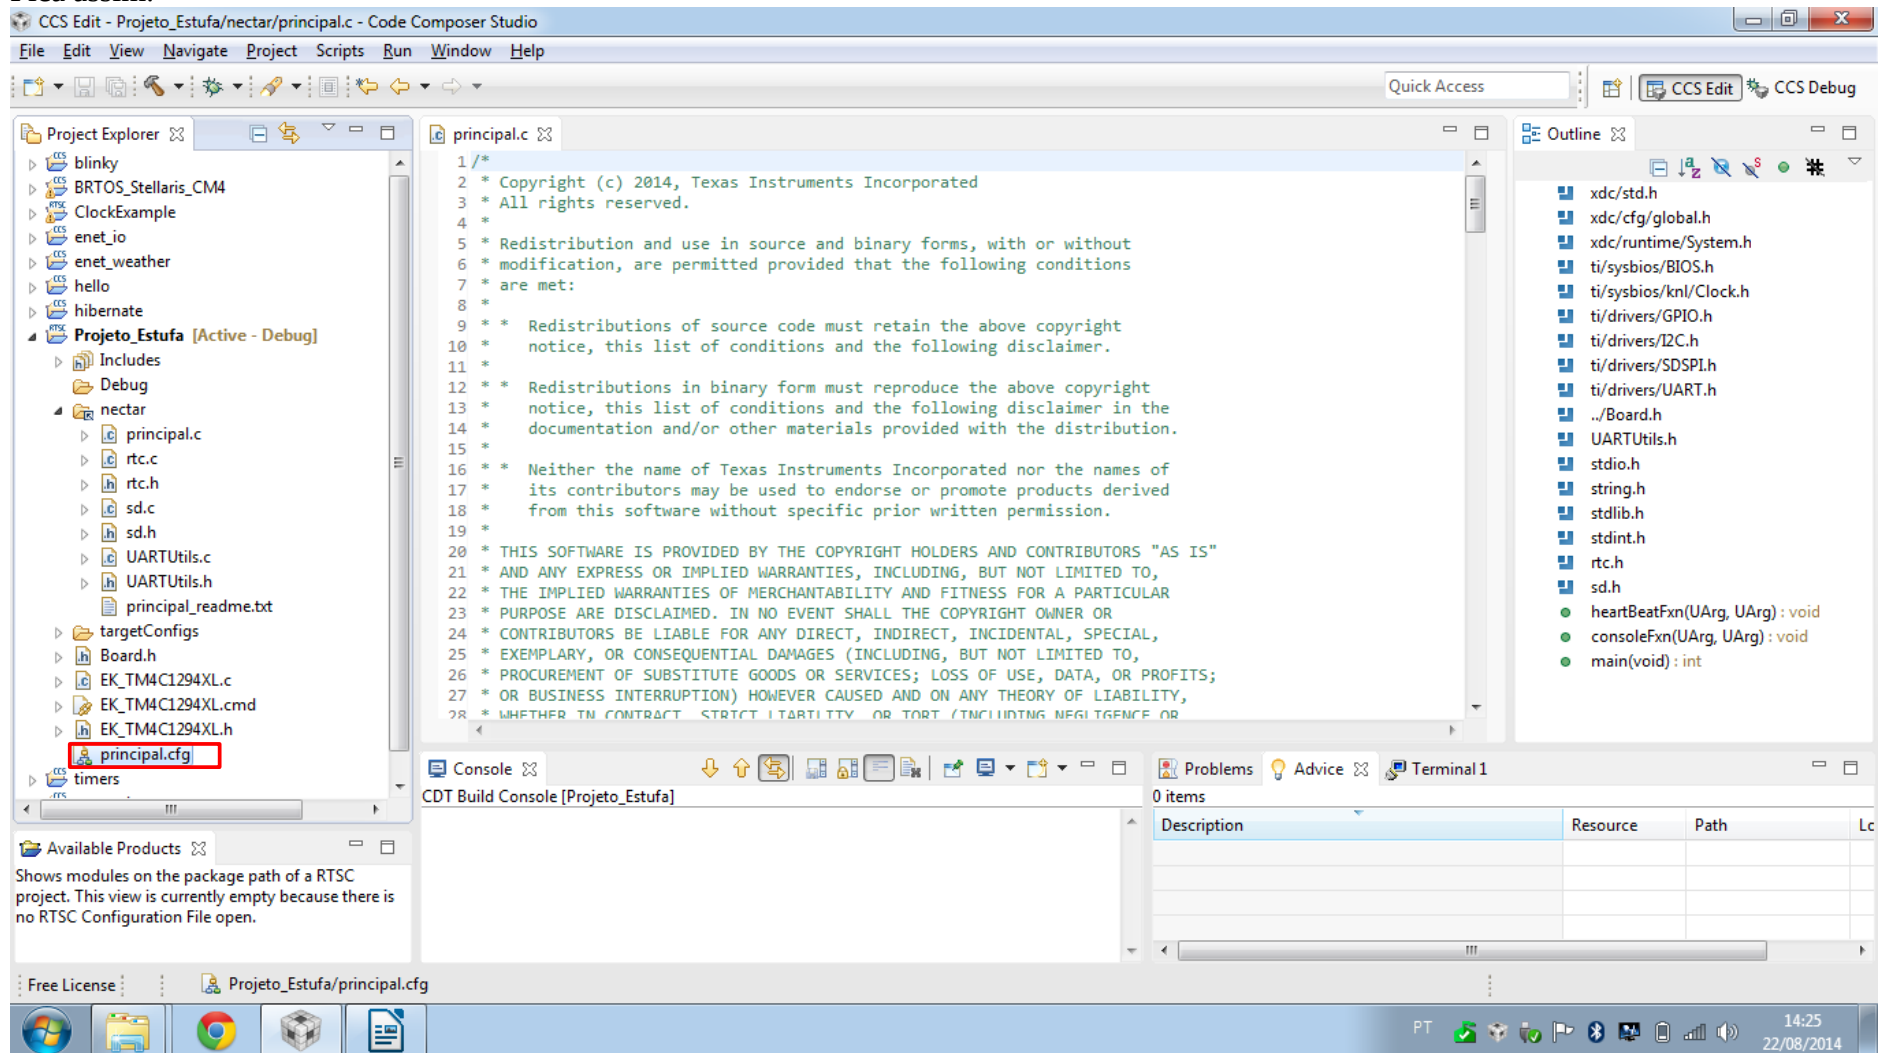 CCS Edit - Projeto_Estufa/nectar/principal.c - Code Composer Studio
File Edit View Navigate Project Scripts Run Window Help
Quick Access
CCS Edit
CCS Debug
Project Explorer
blinky
BRTOS_Stellaris_CM4
ClockExample
enet_io
enet_weather
hello
hibernate
Projeto_Estufa [Active - Debug]
Includes
Debug
nectar
principal.c
rtc.c
rtc.h
sd.c
sd.h
UARTUtils.c
UARTUtils.h
principal_readme.txt
targetConfigs
Board.h
EK_TM4C1294XL.c
EK_TM4C1294XL.cmd
EK_TM4C1294XL.h
principal.cfg
timers
Available Products
Shows modules on the package path of a RTSC
project. This view is currently empty because there is
no RTSC Configuration File open.
principal.c
1 /*
2 * Copyright (c) 2014, Texas Instruments Incorporated
3 * All rights reserved.
4 *
5 * Redistribution and use in source and binary forms, with or without
6 * modification, are permitted provided that the following conditions
7 * are met:
8 *
9 * * Redistributions of source code must retain the above copyright
10 * notice, this list of conditions and the following disclaimer.
11 *
12 * * Redistributions in binary form must reproduce the above copyright
13 * notice, this list of conditions and the following disclaimer in the
14 * documentation and/or other materials provided with the distribution.
15 *
16 * * Neither the name of Texas Instruments Incorporated nor the names of
17 * its contributors may be used to endorse or promote products derived
18 * from this software without specific prior written permission.
19 *
20 * THIS SOFTWARE IS PROVIDED BY THE COPYRIGHT HOLDERS AND CONTRIBUTORS "AS IS"
21 * AND ANY EXPRESS OR IMPLIED WARRANTIES, INCLUDING, BUT NOT LIMITED TO,
22 * THE IMPLIED WARRANTIES OF MERCHANTABILITY AND FITNESS FOR A PARTICULAR
23 * PURPOSE ARE DISCLAIMED. IN NO EVENT SHALL THE COPYRIGHT OWNER OR
24 * CONTRIBUTORS BE LIABLE FOR ANY DIRECT, INDIRECT, INCIDENTAL, SPECIAL,
25 * EXEMPLARY, OR CONSEQUENTIAL DAMAGES (INCLUDING, BUT NOT LIMITED TO,
26 * PROCUREMENT OF SUBSTITUTE GOODS OR SERVICES; LOSS OF USE, DATA, OR PROFITS;
27 * OR BUSINESS INTERRUPTION) HOWEVER CAUSED AND ON ANY THEORY OF LIABILITY,
28 * WHETHER IN CONTRACT, STRICT LIABILITY, OR TORT (INCLUDING NEGLIGENCE OR
Outline
xdc/std.h
xdc/cfg/global.h
xdc/runtime/System.h
ti/sysbios/BIOS.h
ti/sysbios/knl/Clock.h
ti/drivers/GPIO.h
ti/drivers/I2C.h
ti/drivers/SDSPI.h
ti/drivers/UART.h
../Board.h
UARTUtils.h
stdio.h
string.h
stdlib.h
stdint.h
rtc.h
sd.h
heartBeatFxn(UArg, UArg) : void
consoleFxn(UArg, UArg) : void
main(void) : int
Console
CDT Build Console [Projeto_Estufa]
Problems
Advice
Terminal 1
0 items
Description Resource Path Lc
Free License
Projeto_Estufa/principal.cfg
PT
14:25
22/08/2014